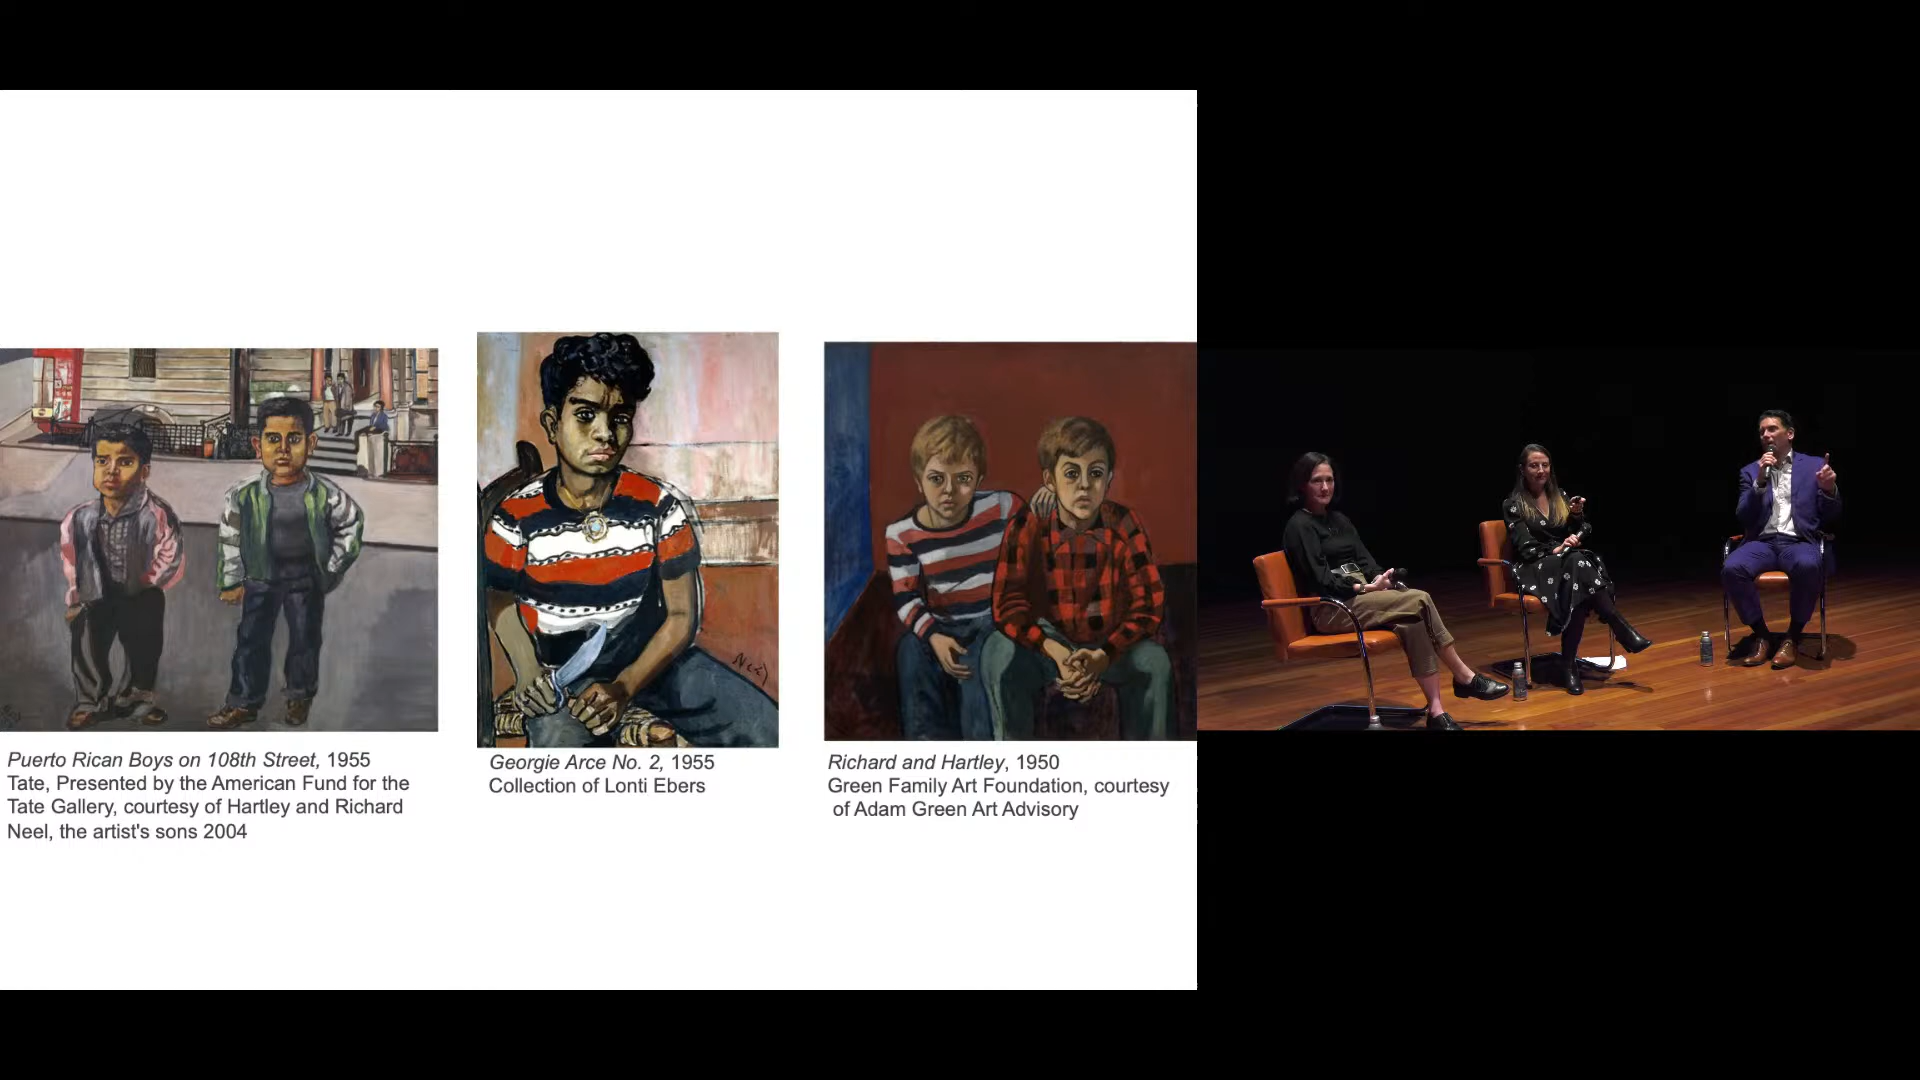 Neel
Puerto Rican Boys on 108th Street, 1955
Tate, Presented by the American Fund for the
Tate Gallery, courtesy of Hartley and Richard
Neel, the artist's sons 2004
Georgie Arce No. 2, 1955
Collection of Lonti Ebers
Richard and Hartley, 1950
Green Family Art Foundation, courtesy
of Adam Green Art Advisory